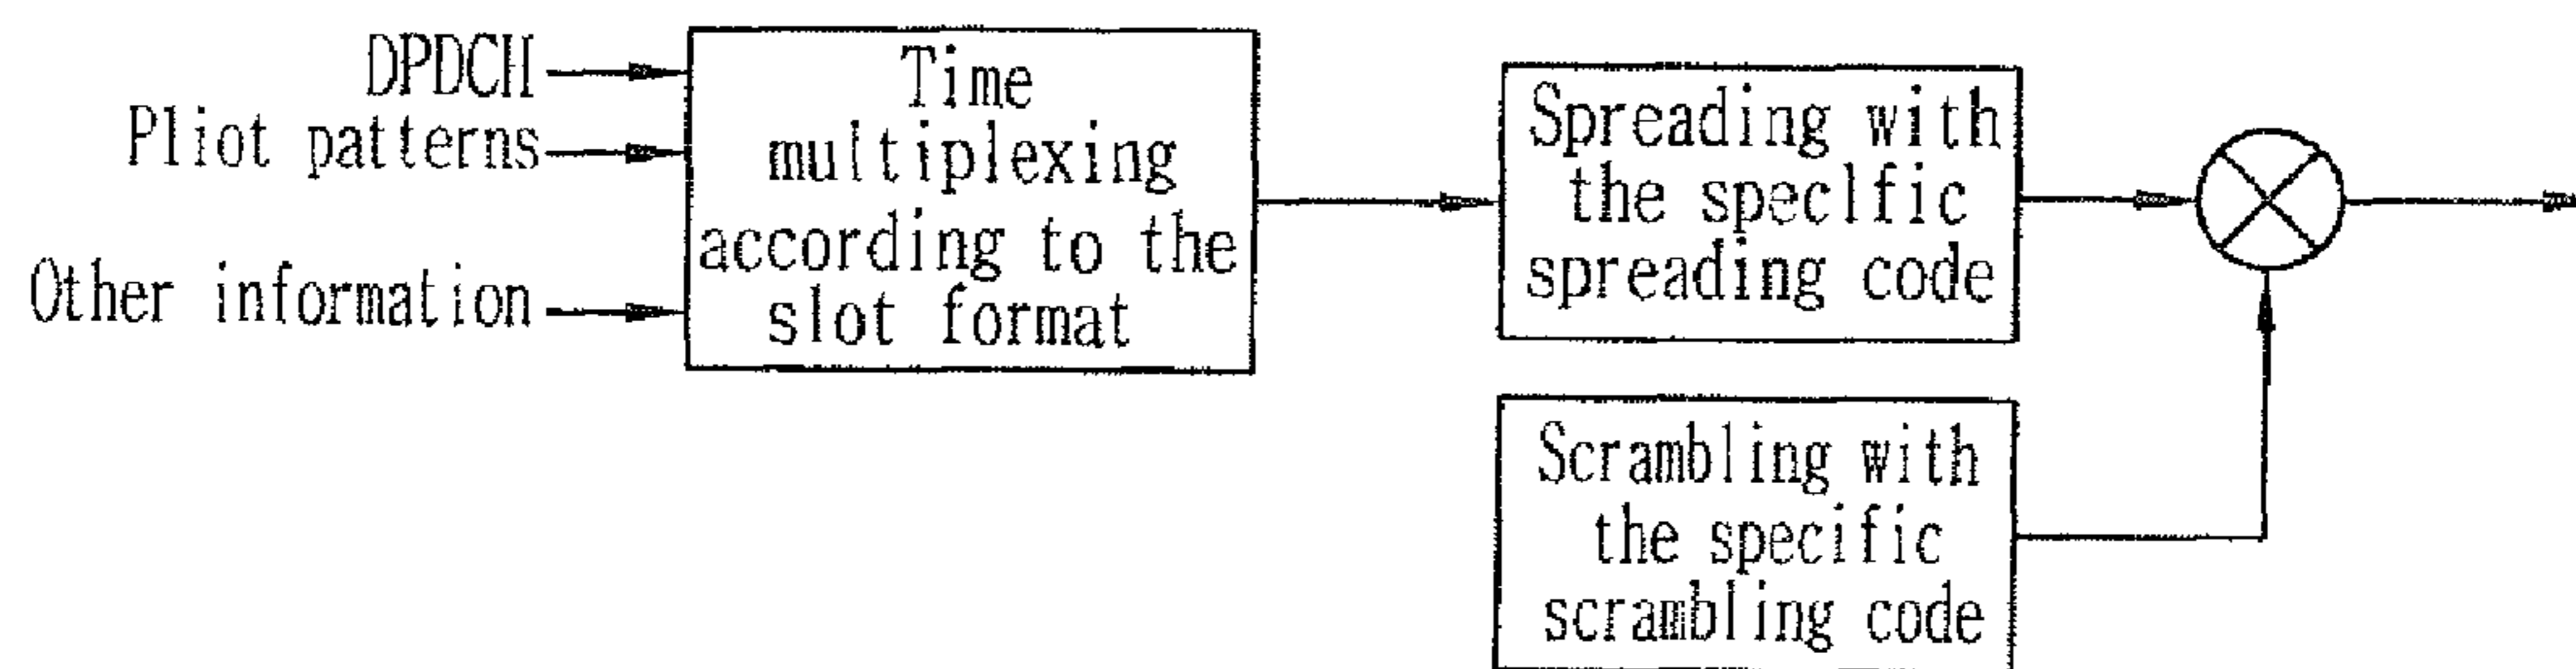 DPDCH
Pliot patterns
Other information
Time
multiplexing
according to the
slot format
Spreading with
the speclfic
spreading code
Scrambling with
the specific
scrambling code